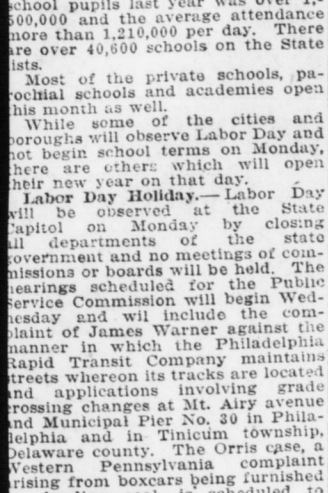 school pupils last year was over 1,-
500,000 and the average attendance
more than 1,210,000 per day. There
are over 40,600 schools on the State
lists.
Most of the private schools, pa-
rochial schools and academies open
this month as well.
While some of the cities and
boroughs will observe Labor Day and
not begin school terms on Monday,
there are others which will open
their new year on that day.
Labor Day Holiday.— Labor Day
will be observed at the State
Capitol on Monday by closing
all departments of the state
government and no meetings of com-
missions or boards will be held. The
hearings scheduled for the Public
Service Commission will begin Wed-
nesday and wil include the com-
plaint of James Warner against the
manner in which the Philadelphia
Rapid Transit Company maintains
streets whereon its tracks are located
and applications involving grade
crossing changes at Mt. Airy avenue
and Municipal Pier No. 30 in Phila-
delphia and in Tinicum township,
Delaware county. The Orris case, a
Western Pennsylvania complaint
arising from boxcars being furnished
scheduled to